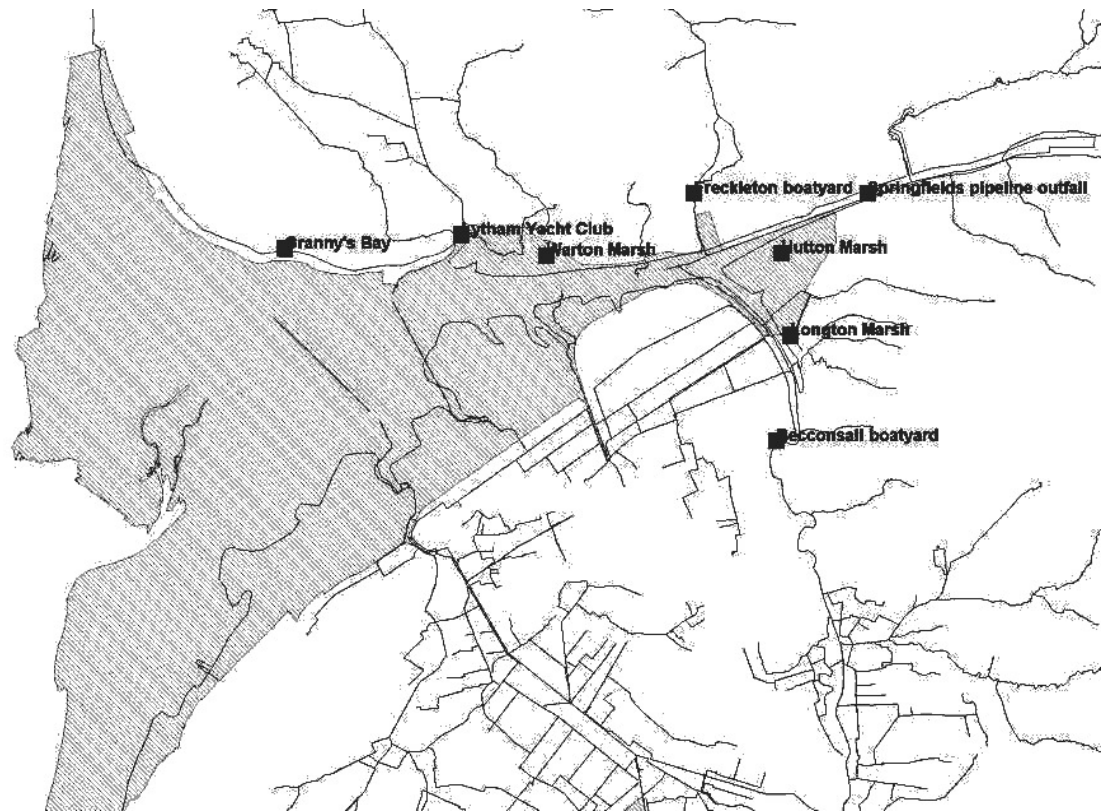 Freckleton boatyard
Springfields pipeline outfall
Lytham Yacht Club
Granny's Bay
Warton Marsh
Hutton Marsh
Longton Marsh
Becconsall boatyard